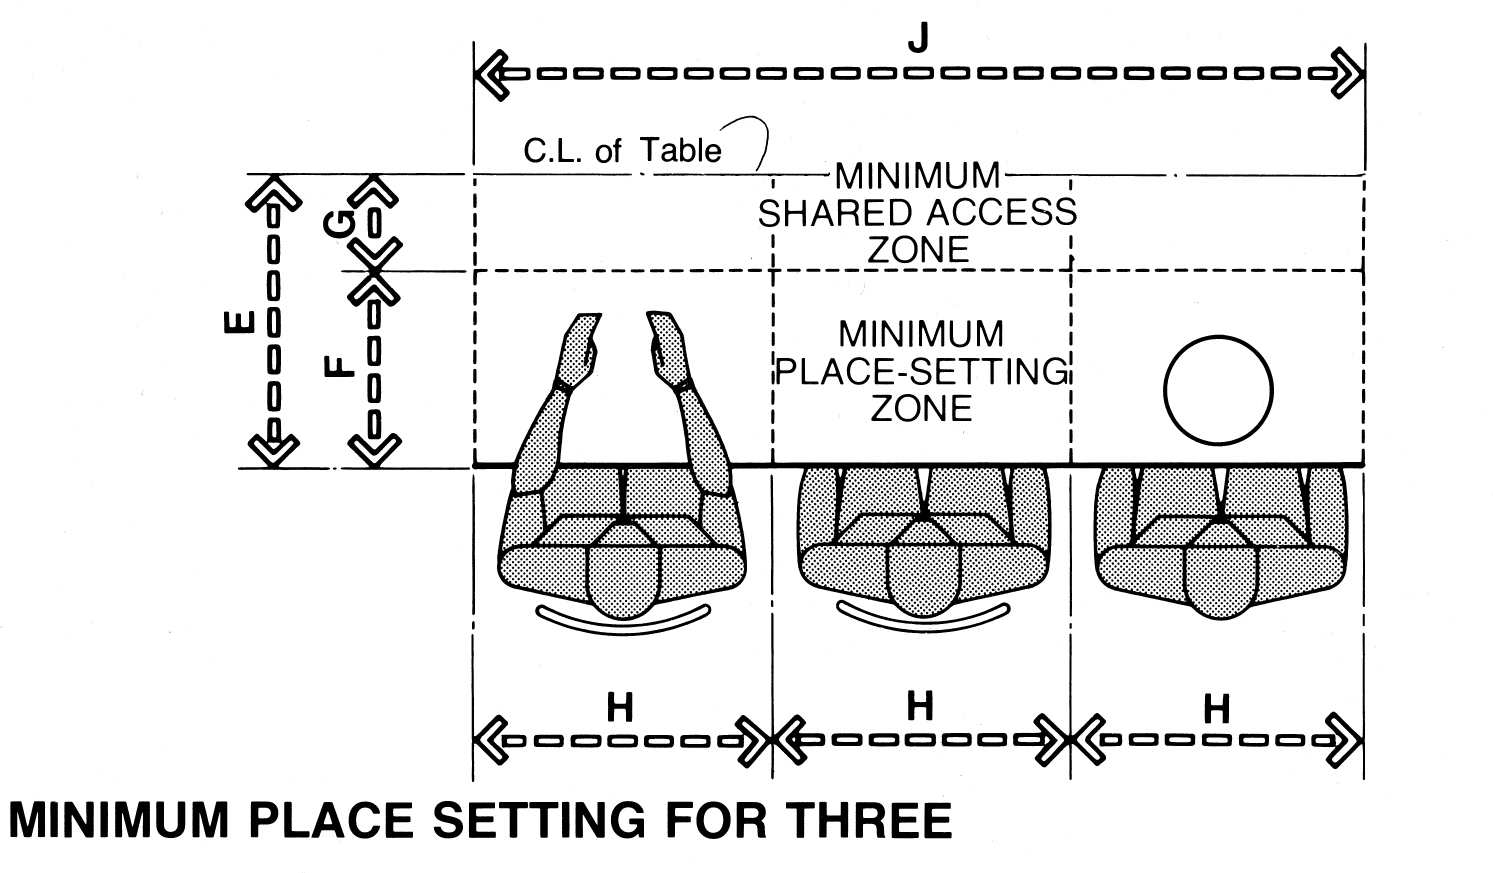 J
C.L. of Table
MINIMUM
SHARED ACCESS
ZONE
G
E
F
MINIMUM
PLACE-SETTING
ZONE
H
H
H
MINIMUM PLACE SETTING FOR THREE